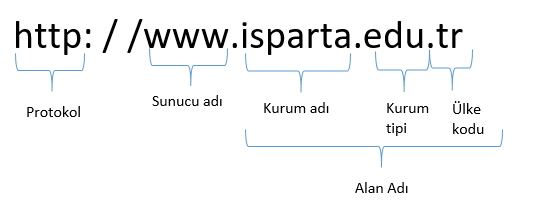 http: / /www.isparta.edu.tr
Protokol
Sunucu adı
Kurum adı
Kurum
tipi
Ülke
kodu
Alan Adı